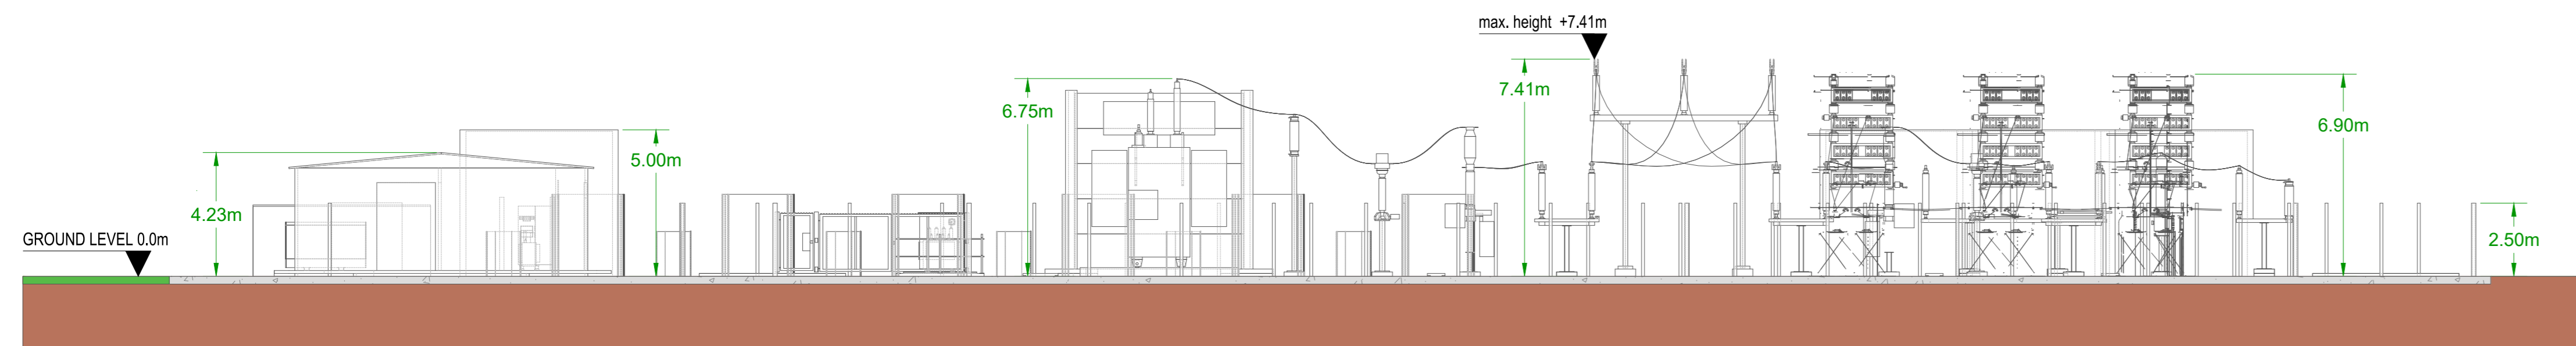 max. height +7.41m
6.75m
7.41m
6.90m
5.00m
4.23m
GROUND LEVEL 0.0m
2.50m